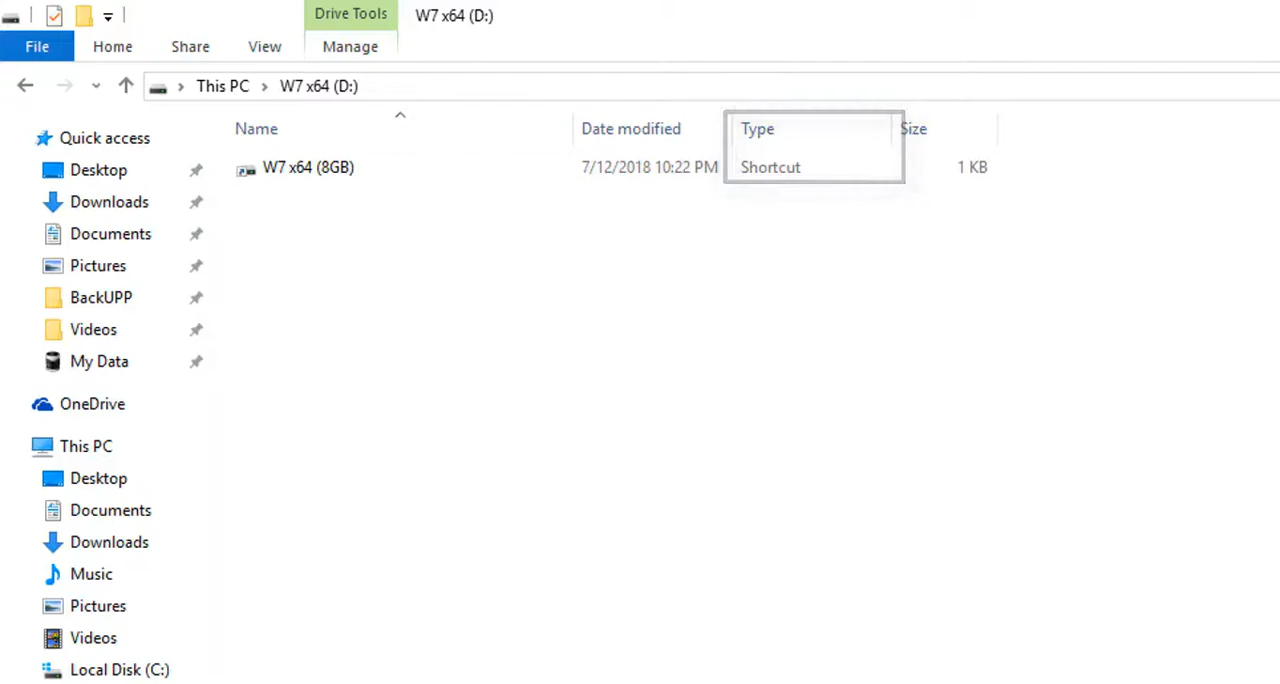 Drive Tools W7 x64 (D:)
File Home Share View Manage
This PC W7 x64 (D:)
Name Date modified Type Size
W7 x64 (8GB) 7/12/2018 10:22 PM Shortcut 1 KB
Quick access
Desktop
Downloads
Documents
Pictures
BackUPP
Videos
My Data
OneDrive
This PC
Desktop
Documents
Downloads
Music
Pictures
Videos
Local Disk (C:)